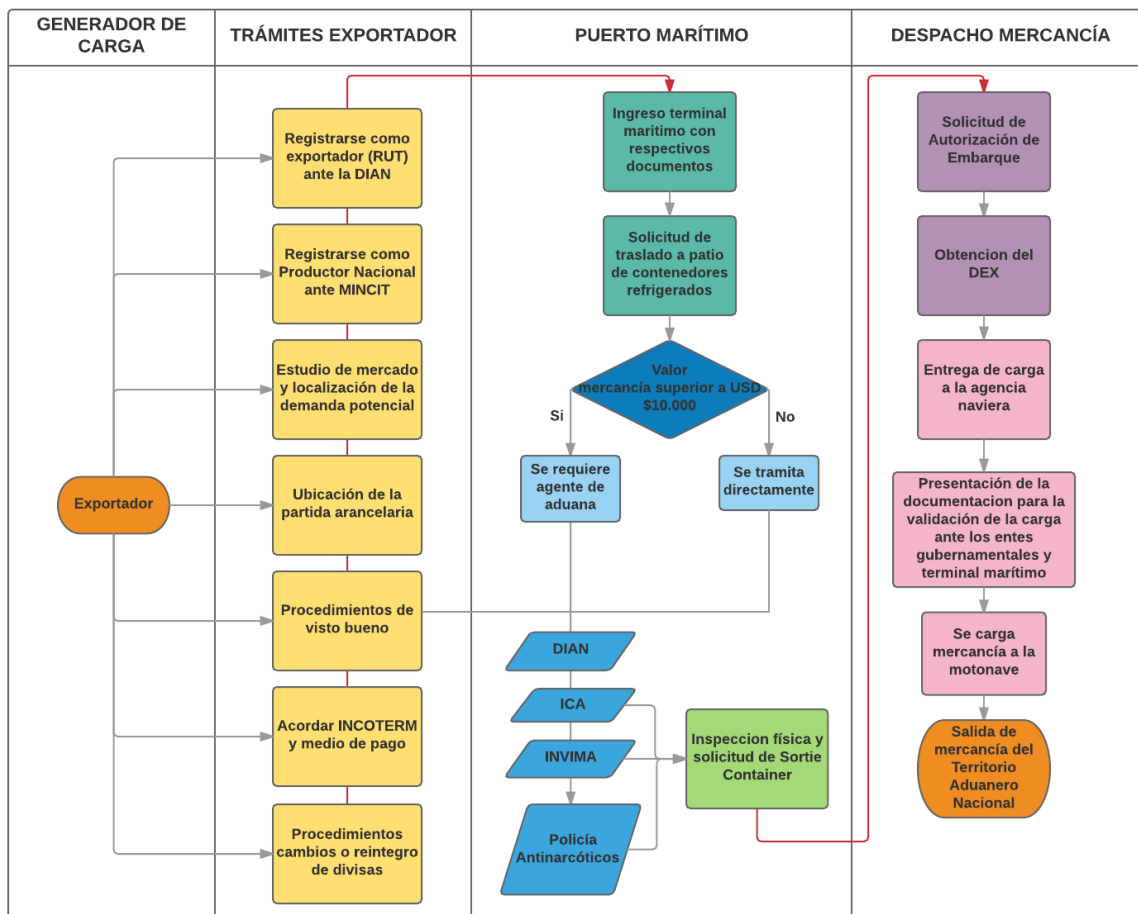 GENERADOR DE
CARGA
TRÁMITES EXPORTADOR
PUERTO MARÍTIMO
DESPACHO MERCANCÍA
Exportador
Registrarse como
exportador (RUT)
ante la DIAN
Registrarse como
Productor Nacional
ante MINCIT
Estudio de mercado
y localización de la
demanda potencial
Ubicación de la
partida arancelaria
Procedimientos de
visto bueno
Acordar INCOTERM
y medio de pago
Procedimientos
cambios o reintegro
de divisas
Ingreso terminal
maritimo con
respectivos
documentos
Solicitud de
traslado a patio
de contenedores
refrigerados
Valor
mercancía superior a USD
$10.000
Si
No
Se requiere
agente de
aduana
Se tramita
directamente
DIAN
ICA
INVIMA
Policía
Antinarcóticos
Inspeccion física y
solicitud de Sortie
Container
Solicitud de
Autorización de
Embarque
Obtencion del
DEX
Entrega de carga
a la agencia
naviera
Presentación de la
documentacion para la
validación de la carga
ante los entes
gubernamentales y
terminal marítimo
Se carga
mercancía a la
motonave
Salida de
mercancía del
Territorio
Aduanero
Nacional